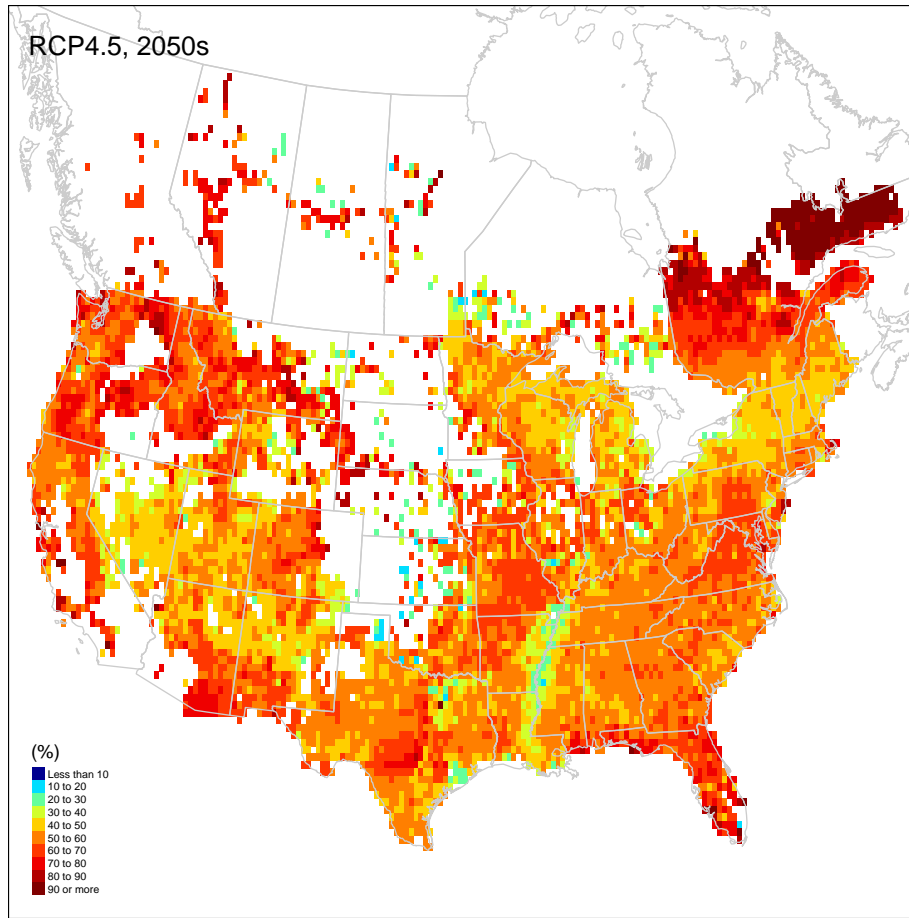 RCP4.5, 2050s
(%)
Less than 10
10 to 20
20 to 30
30 to 40
40 to 50
50 to 60
60 to 70
70 to 80
80 to 90
90 or more